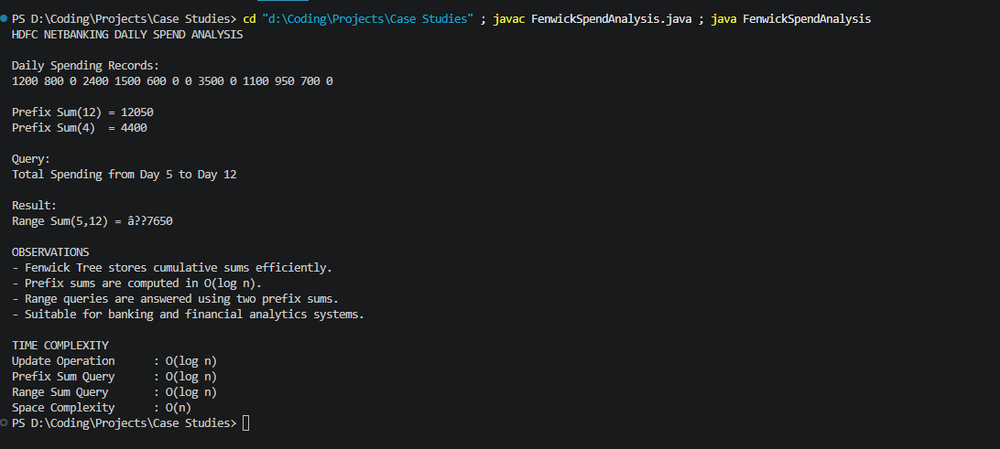 PS D:\Coding\Projects\Case Studies> cd "d:\Coding\Projects\Case Studies" ; javac FenwickSpendAnalysis.java ; java FenwickSpendAnalysis
HDFC NETBANKING DAILY SPEND ANALYSIS
Daily Spending Records:
1200 800 0 2400 1500 600 0 0 3500 0 1100 950 700 0
Prefix Sum(12) = 12050
Prefix Sum(4)  = 4400
Query:
Total Spending from Day 5 to Day 12
Result:
Range Sum(5,12) = â??7650
OBSERVATIONS
- Fenwick Tree stores cumulative sums efficiently.
- Prefix sums are computed in O(log n).
- Range queries are answered using two prefix sums.
- Suitable for banking and financial analytics systems.
TIME COMPLEXITY
Update Operation      : O(log n)
Prefix Sum Query      : O(log n)
Range Sum Query       : O(log n)
Space Complexity      : O(n)
PS D:\Coding\Projects\Case Studies>